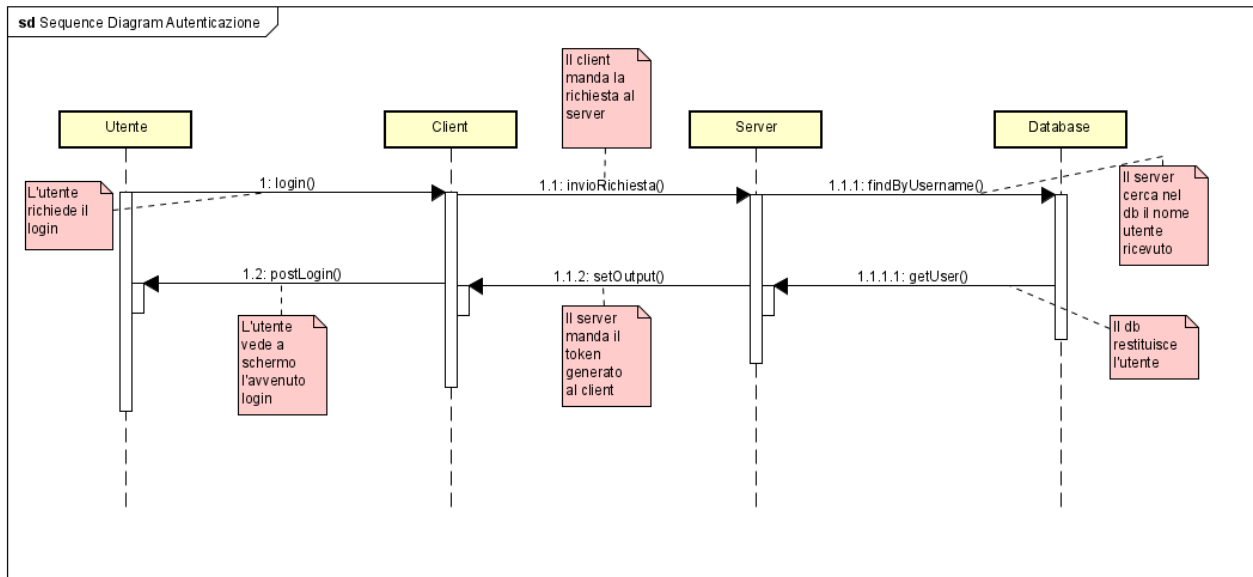 sd Sequence Diagram Autenticazione
Il client
manda la
richiesta al
server
Utente
Client
Server
Database
L'utente
richiede il
login
1: login()
1.1: invioRichiesta()
1.1.1: findByUsername()
Il server
cerca nel
db il nome
utente
ricevuto
1.2: postLogin()
1.1.2: setOutput()
1.1.1.1: getUser()
L'utente
vede a
schermo
l'avvenuto
login
Il server
manda il
token
generato
al client
Il db
restituisce
l'utente